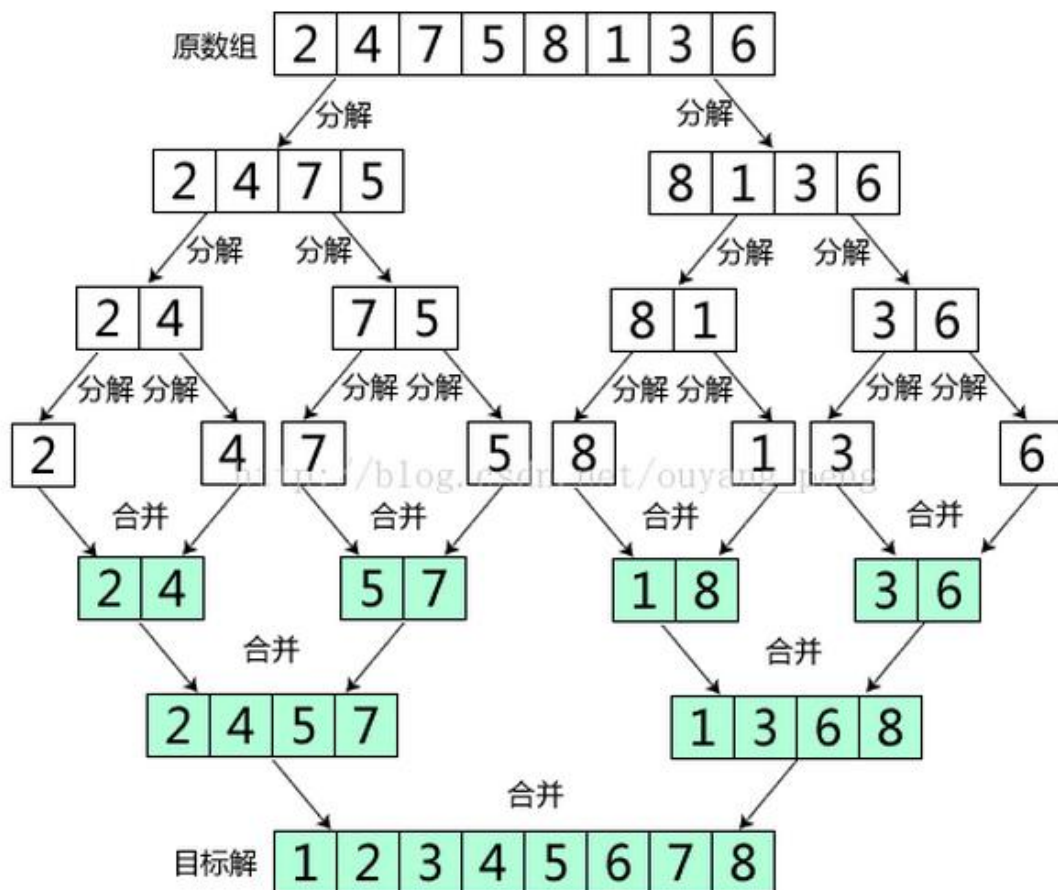 原数组 2 4 7 5 8 1 3 6
分解 分解
2 4 7 5 8 1 3 6
分解 分解 分解 分解
2 4 7 5 8 1 3 6
分解 分解 分解 分解 分解 分解 分解 分解
2 4 7 5 8 1 3 6
http://blog.csdn.net/ouyang_peng
合并 合并 合并 合并
2 4 5 7 1 8 3 6
合并 合并
2 4 5 7 1 3 6 8
合并
目标解 1 2 3 4 5 6 7 8